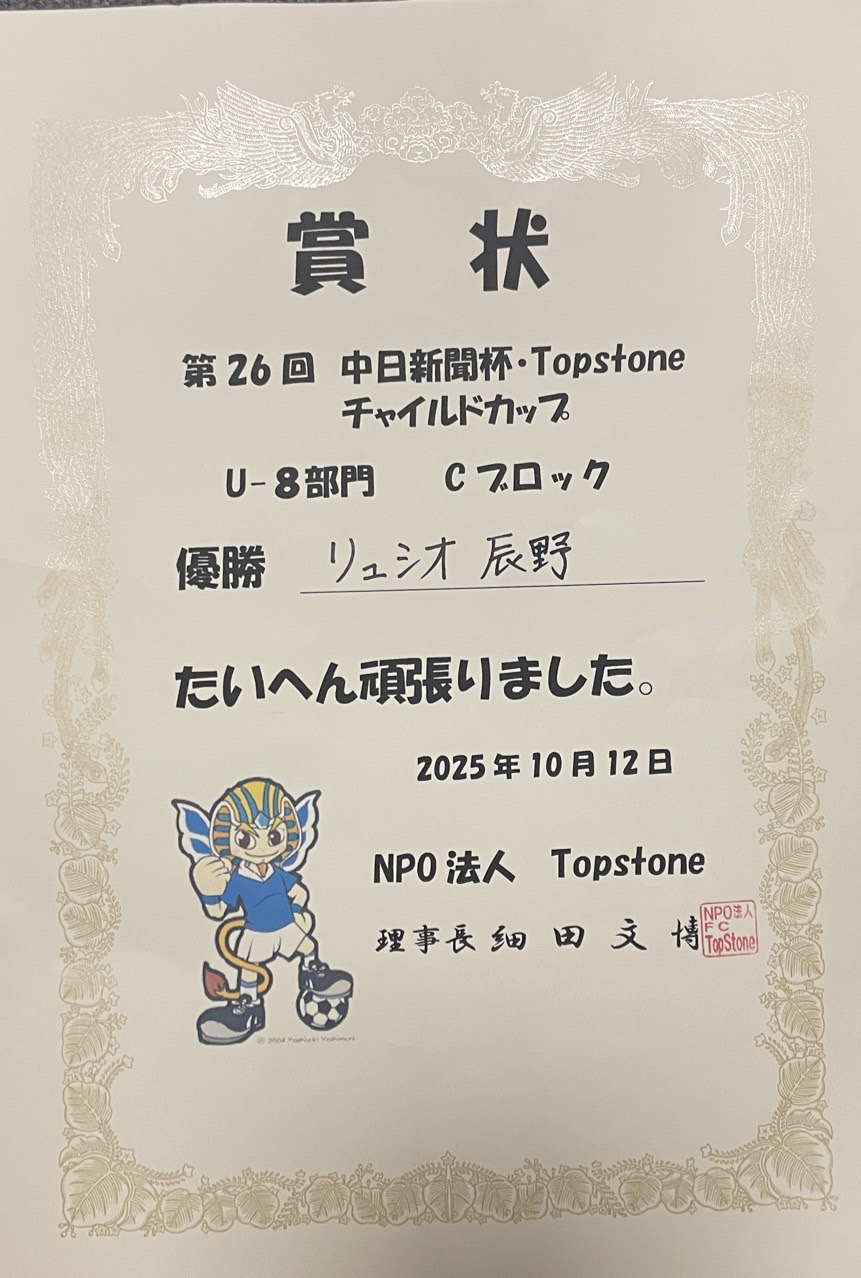 賞状
第26回 中日新聞杯・Topstone
チャイルドカップ
U-8部門 Cブロック
優勝 リュシオ 辰野
たいへん頑張りました。
2025年10月12日
NPO法人 Topstone
理事長 細田文博
NPO法人
FC
TopStone
© 2004 Yoshiyuki Yoshimori